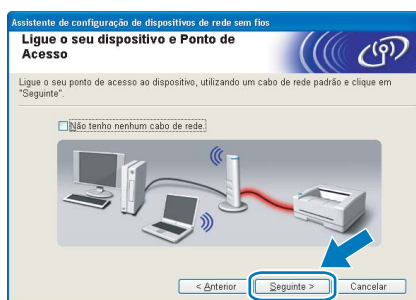 Assistente de configuração de dispositivos de rede sem fios
Ligue o seu dispositivo e Ponto de
Acesso
Ligue o seu ponto de acesso ao dispositivo, utilizando um cabo de rede padrão e clique em
"Seguinte".
Não tenho nenhum cabo de rede.
< Anterior
Seguinte >
Cancelar